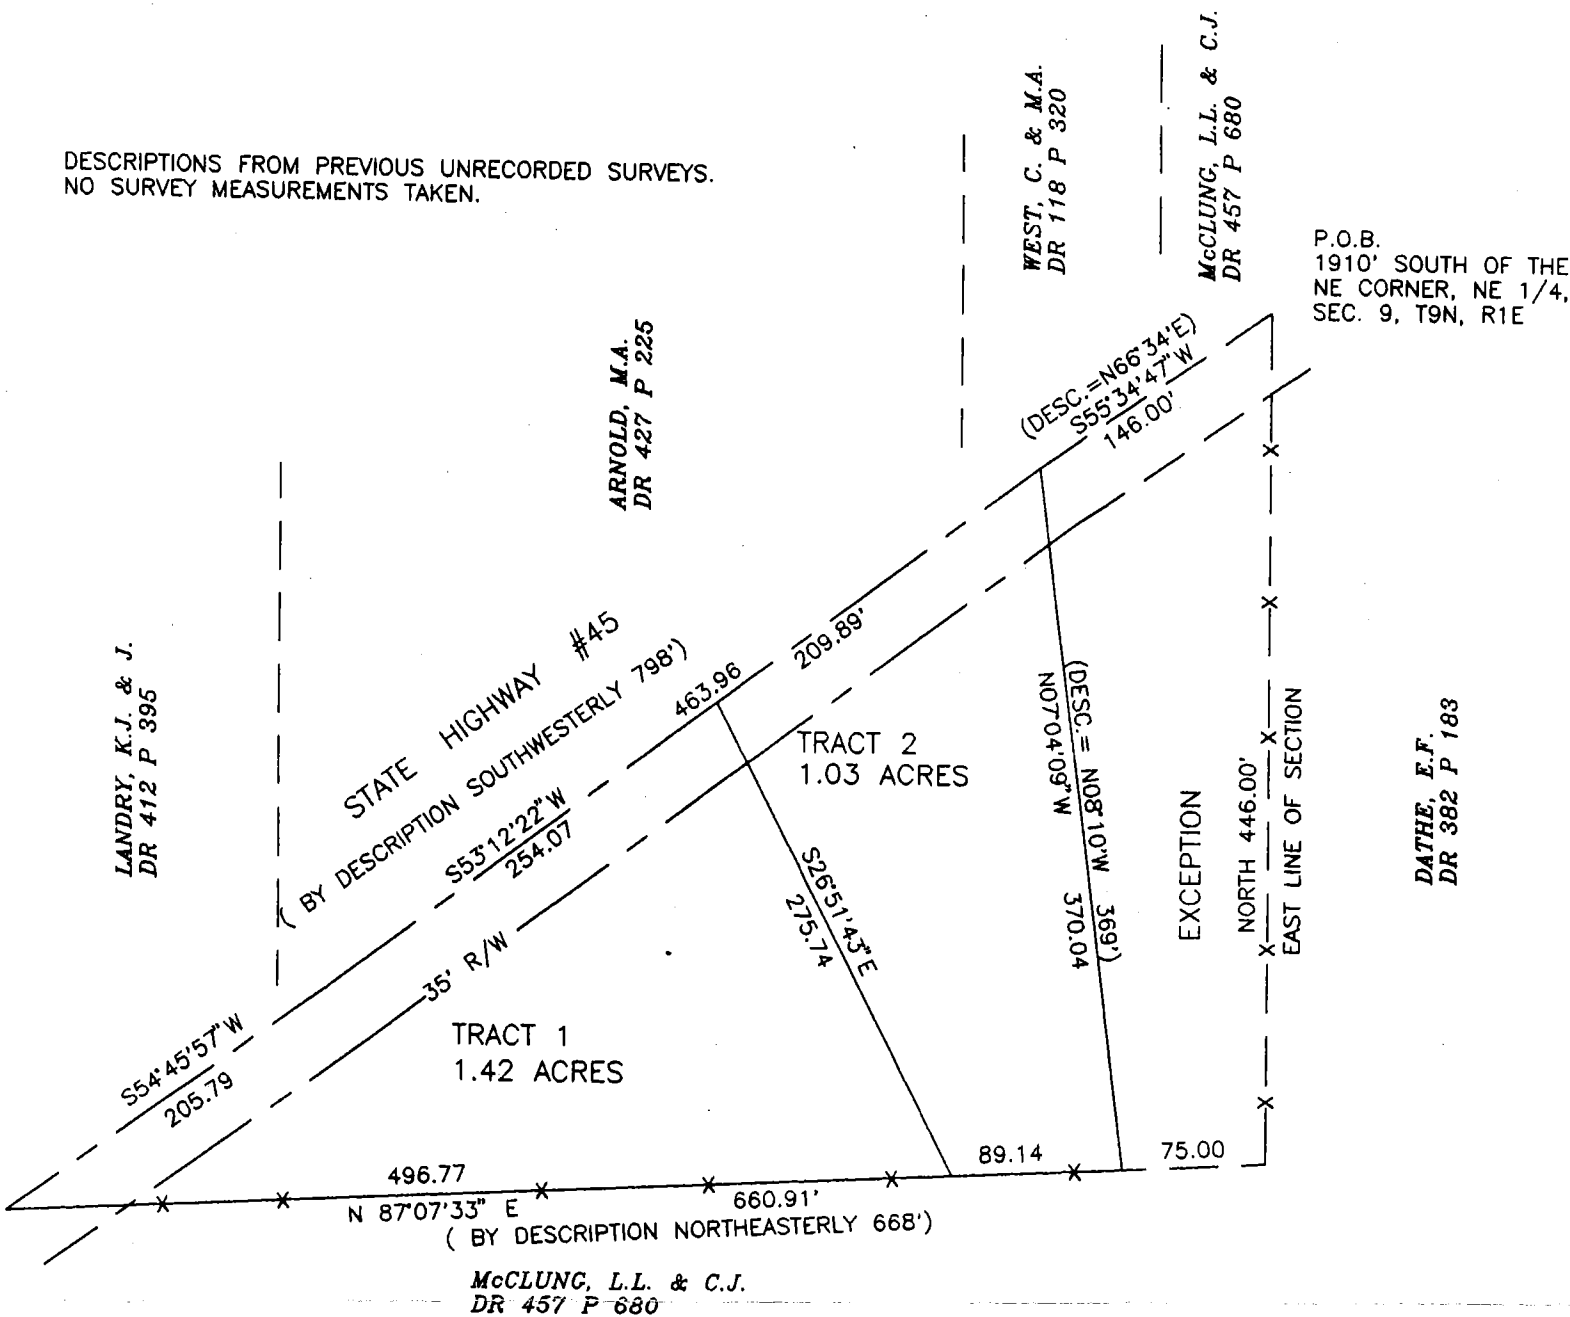 DESCRIPTIONS FROM PREVIOUS UNRECORDED SURVEYS.
NO SURVEY MEASUREMENTS TAKEN.
WEST, C. & M.A.
DR 118 P 320
McCLUNG, L.L. & C.J.
DR 457 P 680
P.O.B.
1910' SOUTH OF THE
NE CORNER, NE 1/4,
SEC. 9, T9N, R1E
ARNOLD, M.A.
DR 427 P 225
(DESC.=N66°34'E)
S55°34'47"W
146.00'
LANDRY, K.J. & J.
DR 412 P 395
STATE HIGHWAY #45
( BY DESCRIPTION SOUTHWESTERLY 798')
463.96
209.89'
S53°12'22"W
254.07
TRACT 2
1.03 ACRES
(DESC.= N08°10'W 369')
N07°04'09"W 370.04
S26°51'43"E
275.74
EXCEPTION
NORTH 446.00'
EAST LINE OF SECTION
DATHE, E.F.
DR 382 P 183
35' R/W
S54°45'57"W
205.79
TRACT 1
1.42 ACRES
496.77
89.14
75.00
N 87°07'33" E
660.91'
( BY DESCRIPTION NORTHEASTERLY 668')
McCLUNG, L.L. & C.J.
DR 457 P 680